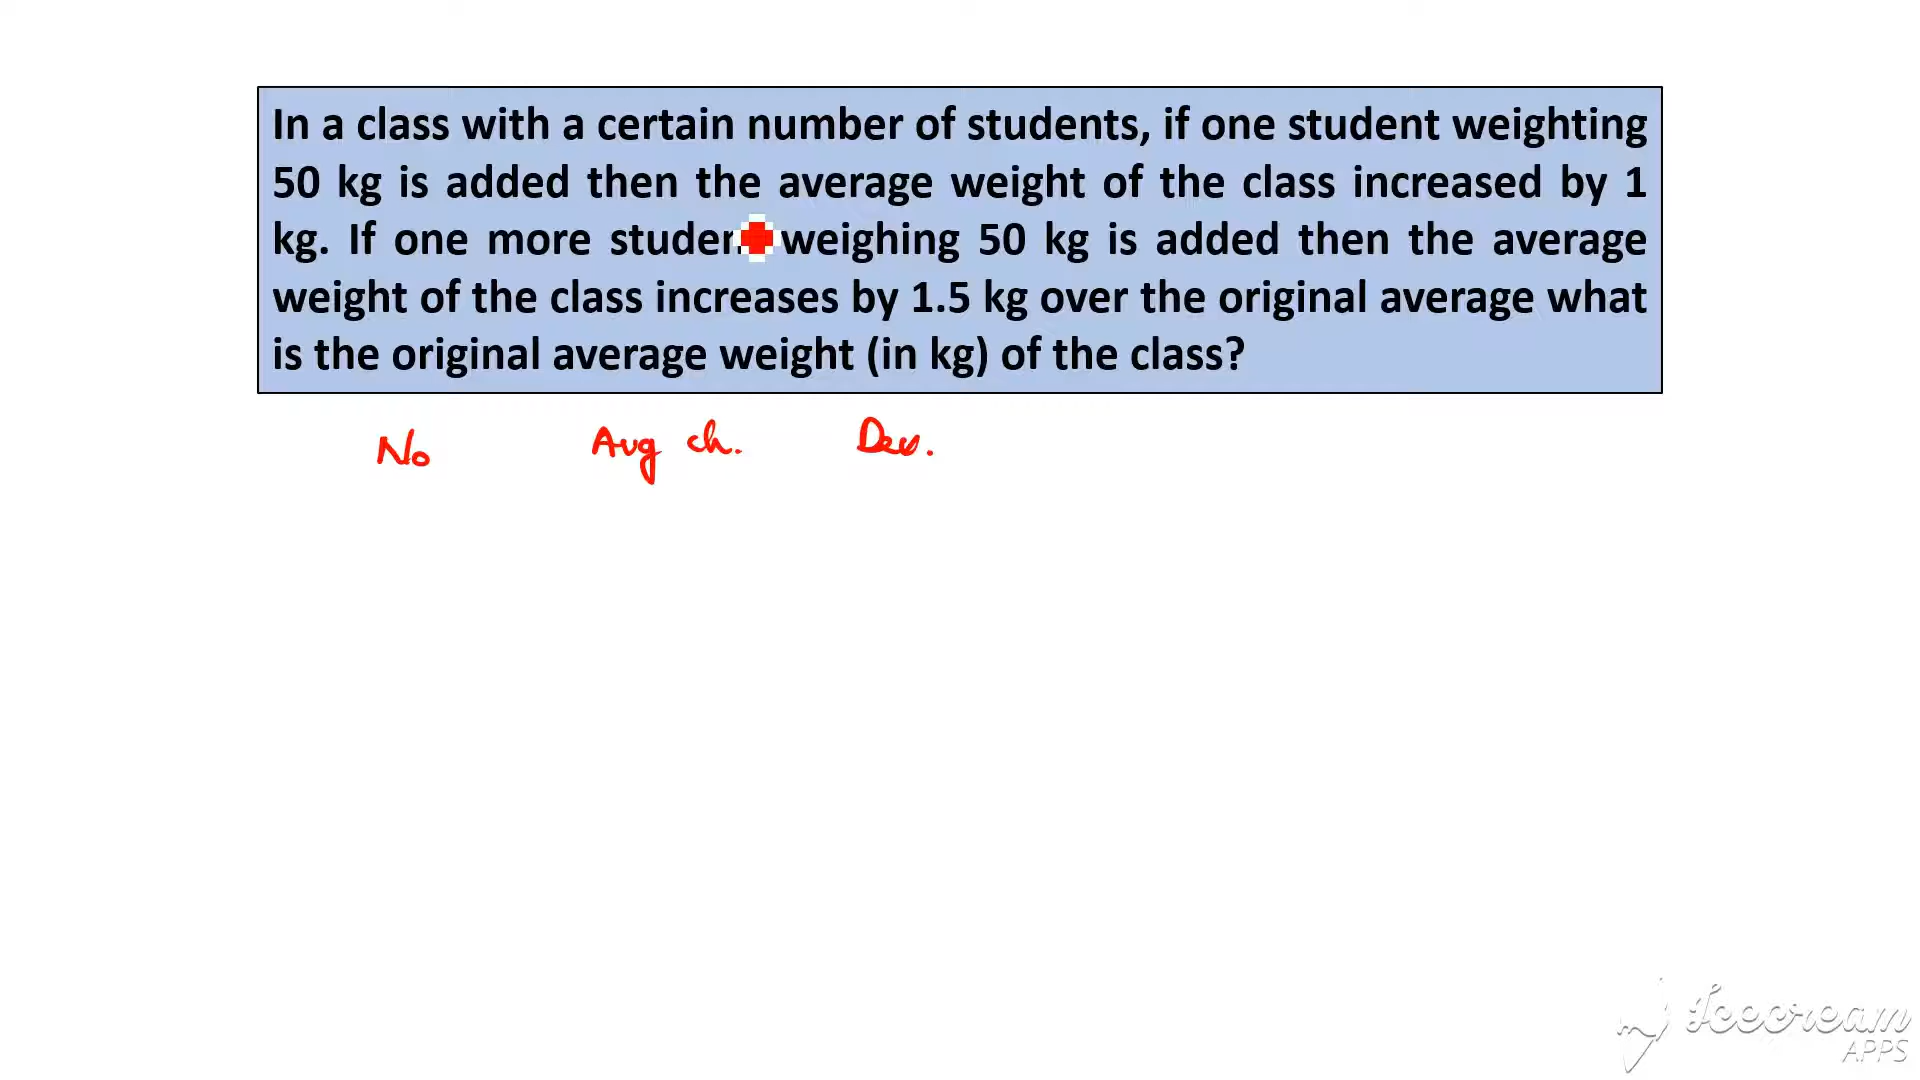 In a class with a certain number of students, if one student weighting
50 kg is added then the average weight of the class increased by 1
kg. If one more studen weighing 50 kg is added then the average
weight of the class increases by 1.5 kg over the original average what
is the original average weight (in kg) of the class?
No Avg ch. Dev.
Icecream
APPS